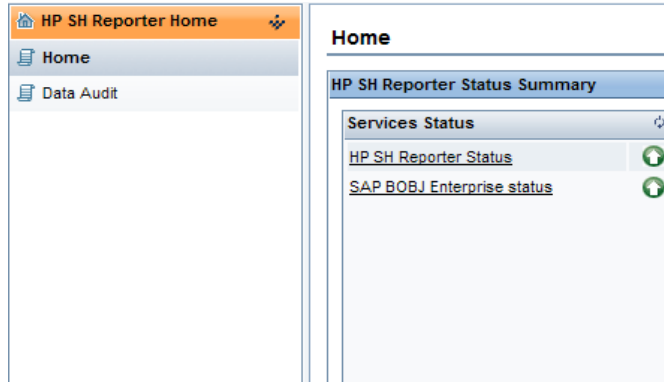 HP SH Reporter Home
Home
Data Audit
Home
HP SH Reporter Status Summary
Services Status
HP SH Reporter Status
SAP BOBJ Enterprise status